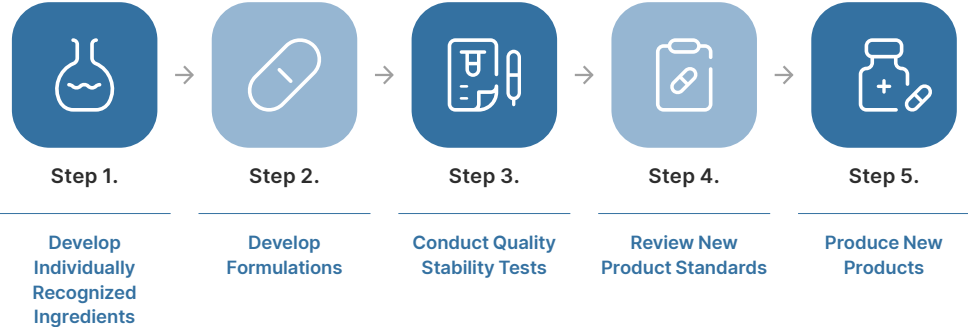 Step 1.
Develop
Individually
Recognized
Ingredients
Step 2.
Develop
Formulations
Step 3.
Conduct Quality
Stability Tests
Step 4.
Review New
Product Standards
Step 5.
Produce New
Products